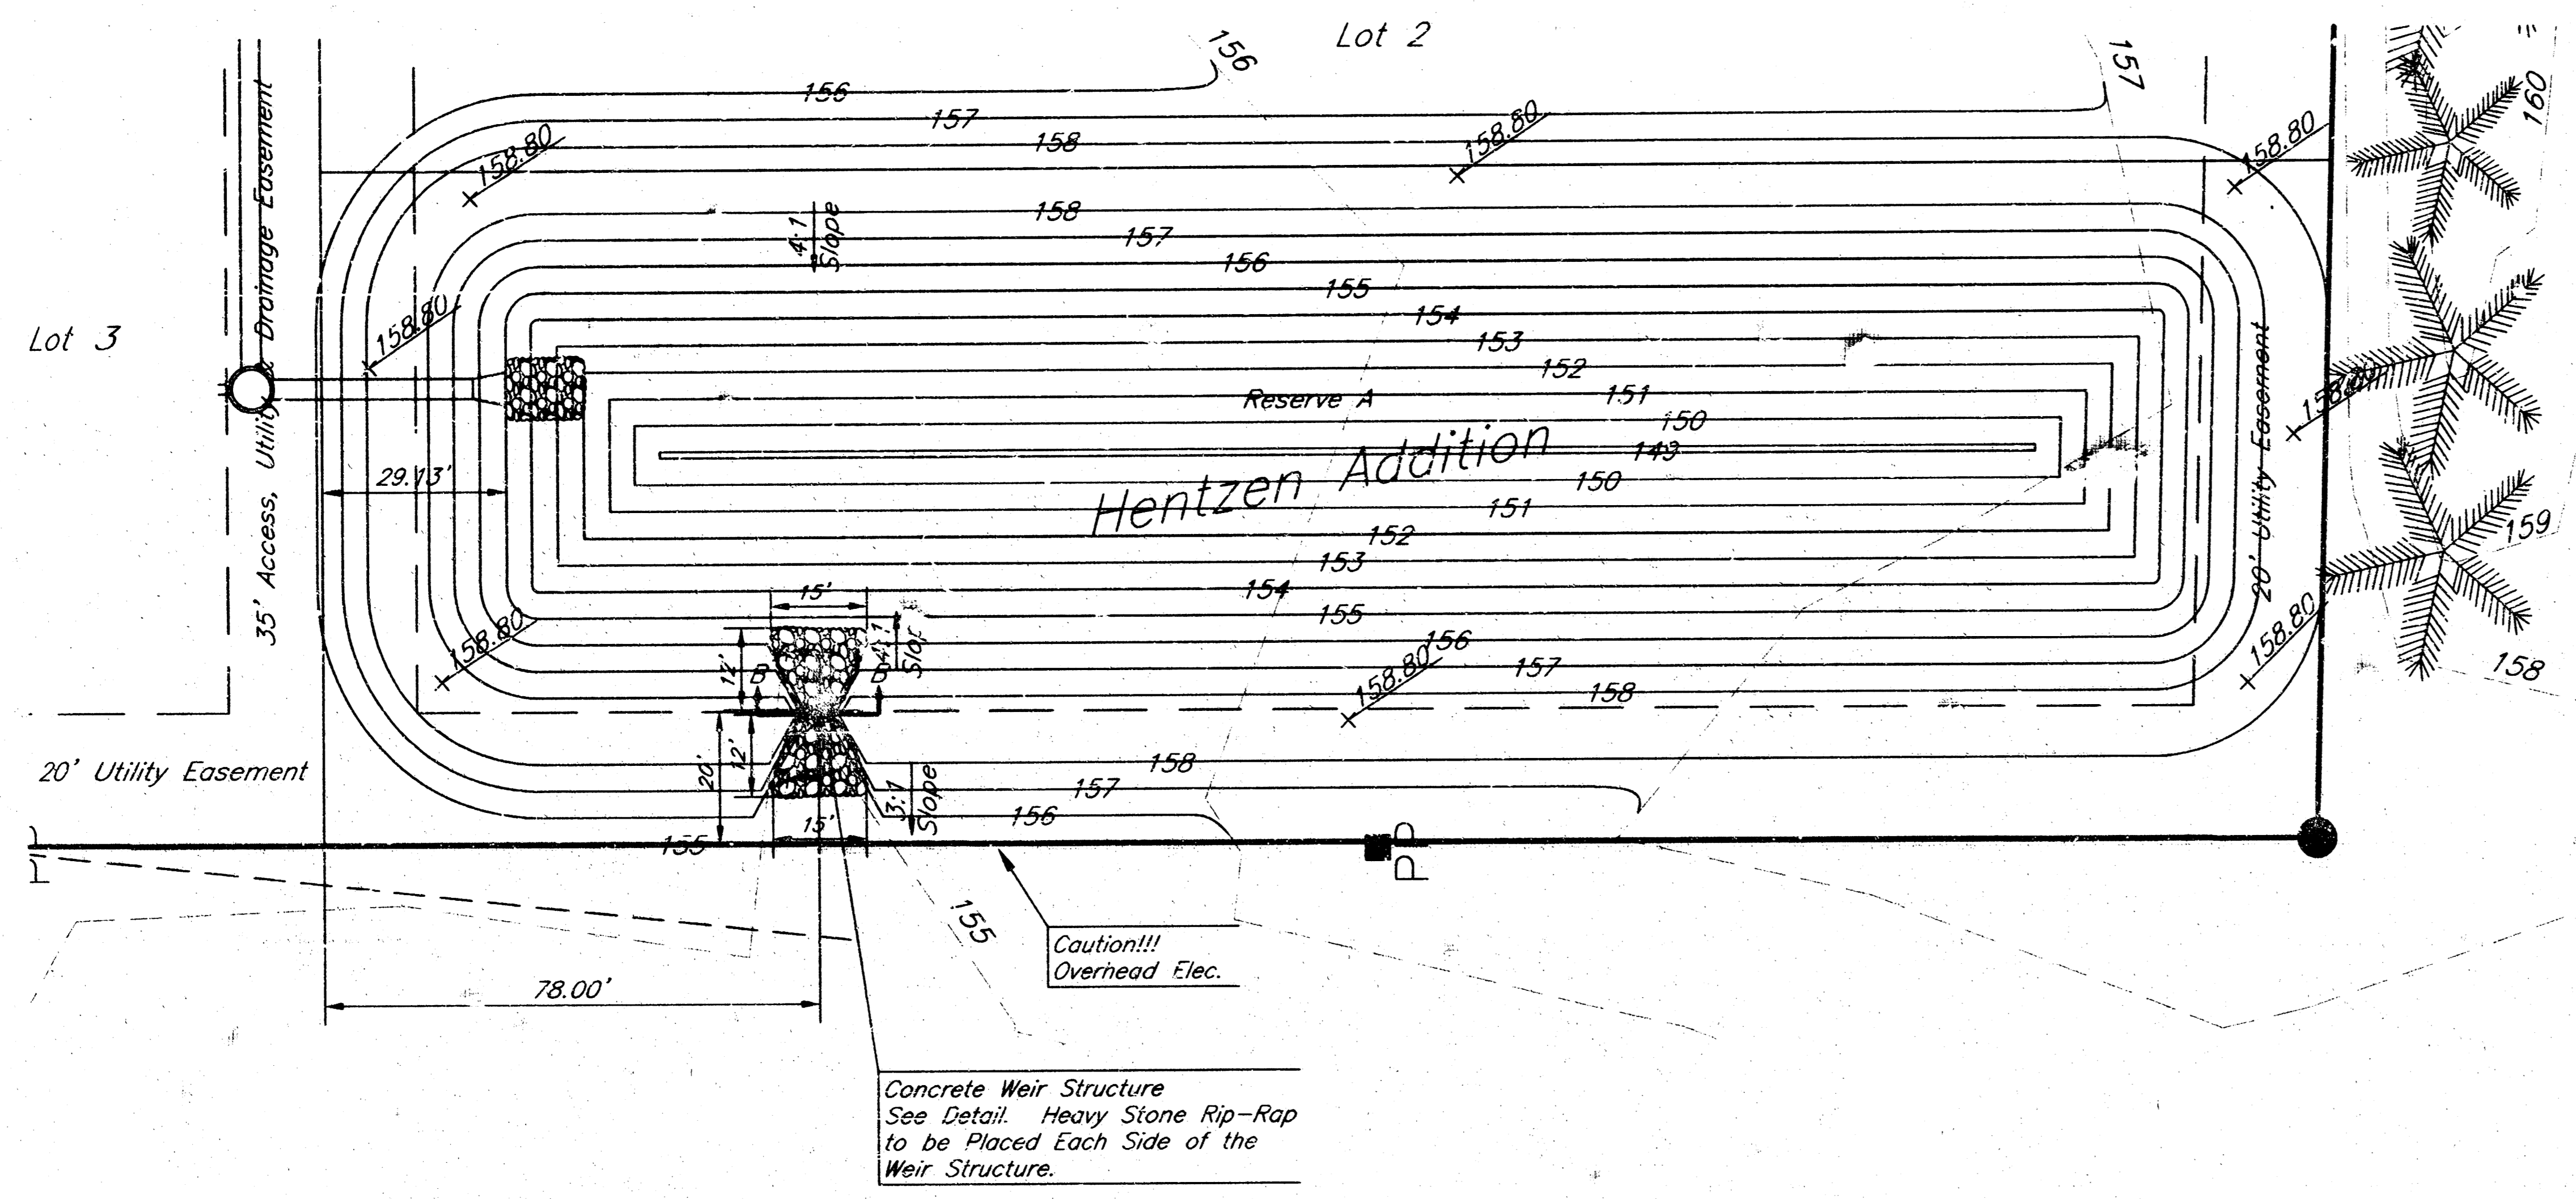 Lot 2
156
157
160
156
157
158
158.80
158.80
158.80
35' Access, Utility & Drainage Easement
4:1
Slope
158
157
156
155
154
153
152
151
150
149
Lot 3
158.80
158.80
Reserve A
Hentzen Addition
29.13'
20' Utility Easement
150
151
152
153
154
155
156
157
158
159
158
15'
4:1
Slope
12'
B
B
158.80
158.80
158.80
20' Utility Easement
20'
12'
15'
3:1
Slope
158
157
156
155
PP
155
Caution!!!
Overhead Elec.
78.00'
Concrete Weir Structure
See Detail. Heavy Stone Rip-Rap
to be Placed Each Side of the
Weir Structure.